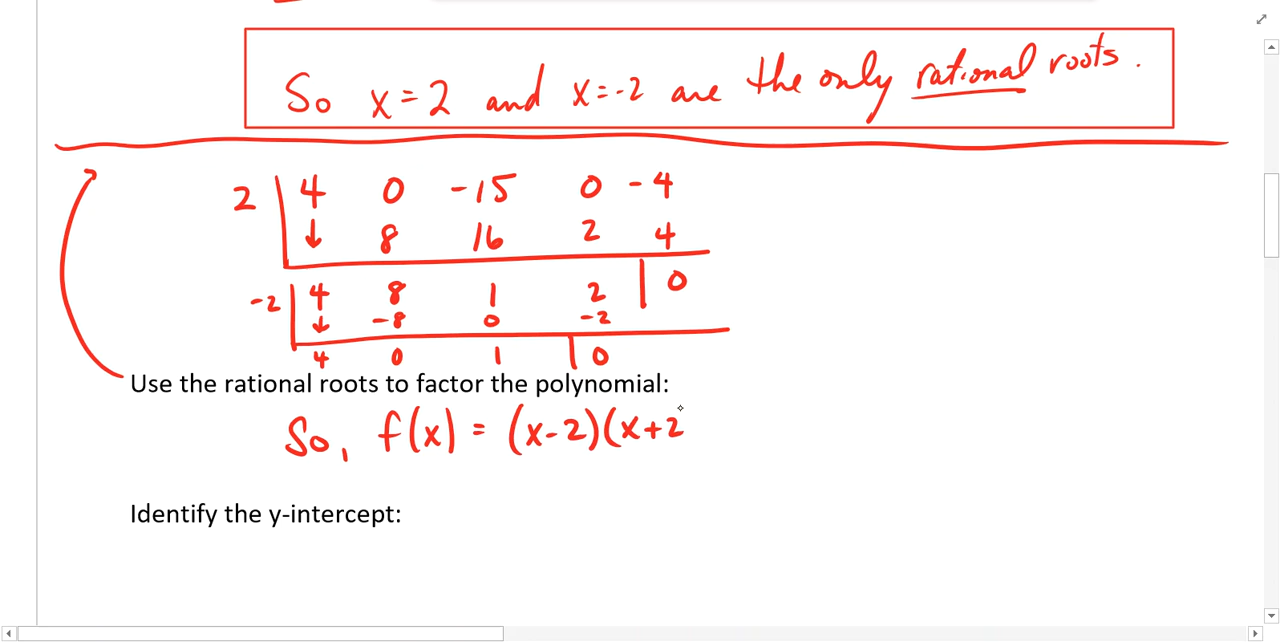 So x = 2 and x = -2 are the only rational roots.
2 | 4 0 -15 0 -4
↓ 8 16 2 4
-2 | 4 8 1 2 | 0
↓ -8 0 -2
4 0 1 | 0
Use the rational roots to factor the polynomial:
So, f(x) = (x-2)(x+2
Identify the y-intercept: